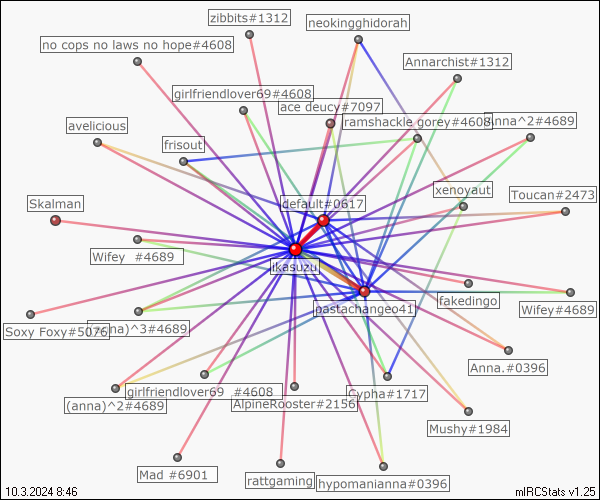 zibbits#1312
neokingghidorah
no cops no laws no hope#4608
Annarchist#1312
girlfriendlover69#4608
ace deucy#7097
ramshackle gorey#4608
Anna^2#4689
avelicious
frisout
xenoyaut
Toucan#2473
Skalman
default#0617
Wifey #4689
ikasuzu
fakedingo
pastachangeo41
Wifey#4689
Soxy Foxy#5076
)^3#4689
Anna,#0396
girlfriendlover69 .#4608
Cypha#1717
(anna)^2#4689
AlpineRooster#2156
Mushy#1984
Mad #6901
rattgaming
hypomanianna#0396
10.3.2024 8:46
mIRCStats v1.25